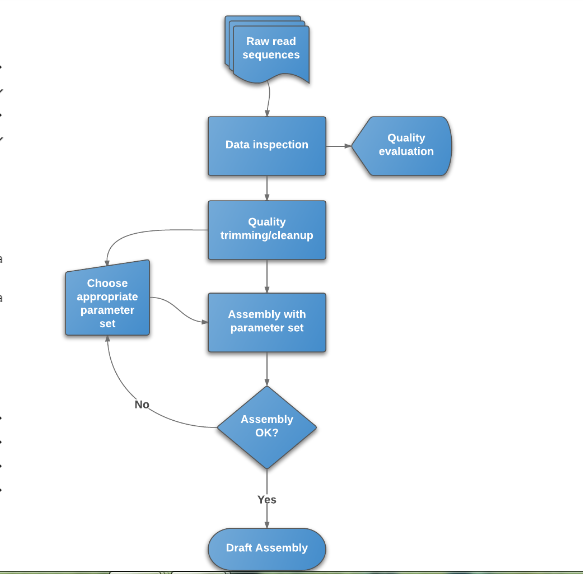 Raw read
sequences
Data inspection
Quality
evaluation
Quality
trimming/cleanup
Choose
appropriate
parameter
set
Assembly with
parameter set
No
Assembly
OK?
Yes
Draft Assembly